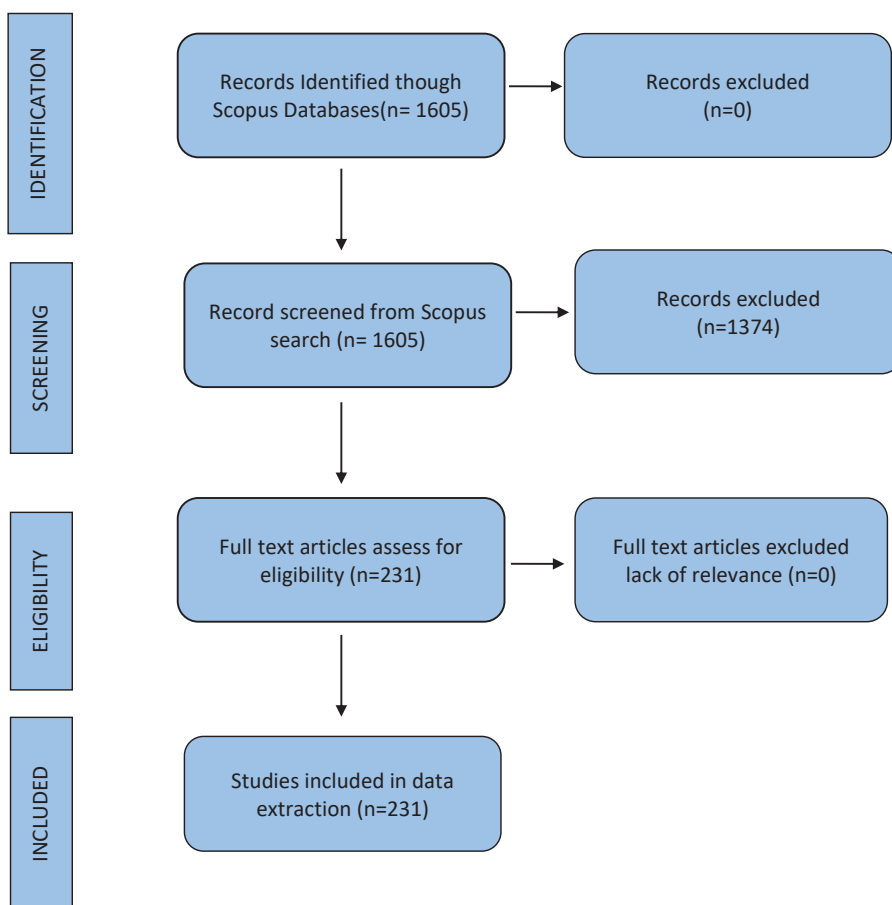 IDENTIFICATION
Records Identified though
Scopus Databases(n= 1605)
Records excluded
(n=0)
SCREENING
Record screened from Scopus
search (n= 1605)
Records excluded
(n=1374)
ELIGIBILITY
Full text articles assess for
eligibility (n=231)
Full text articles excluded
lack of relevance (n=0)
INCLUDED
Studies included in data
extraction (n=231)